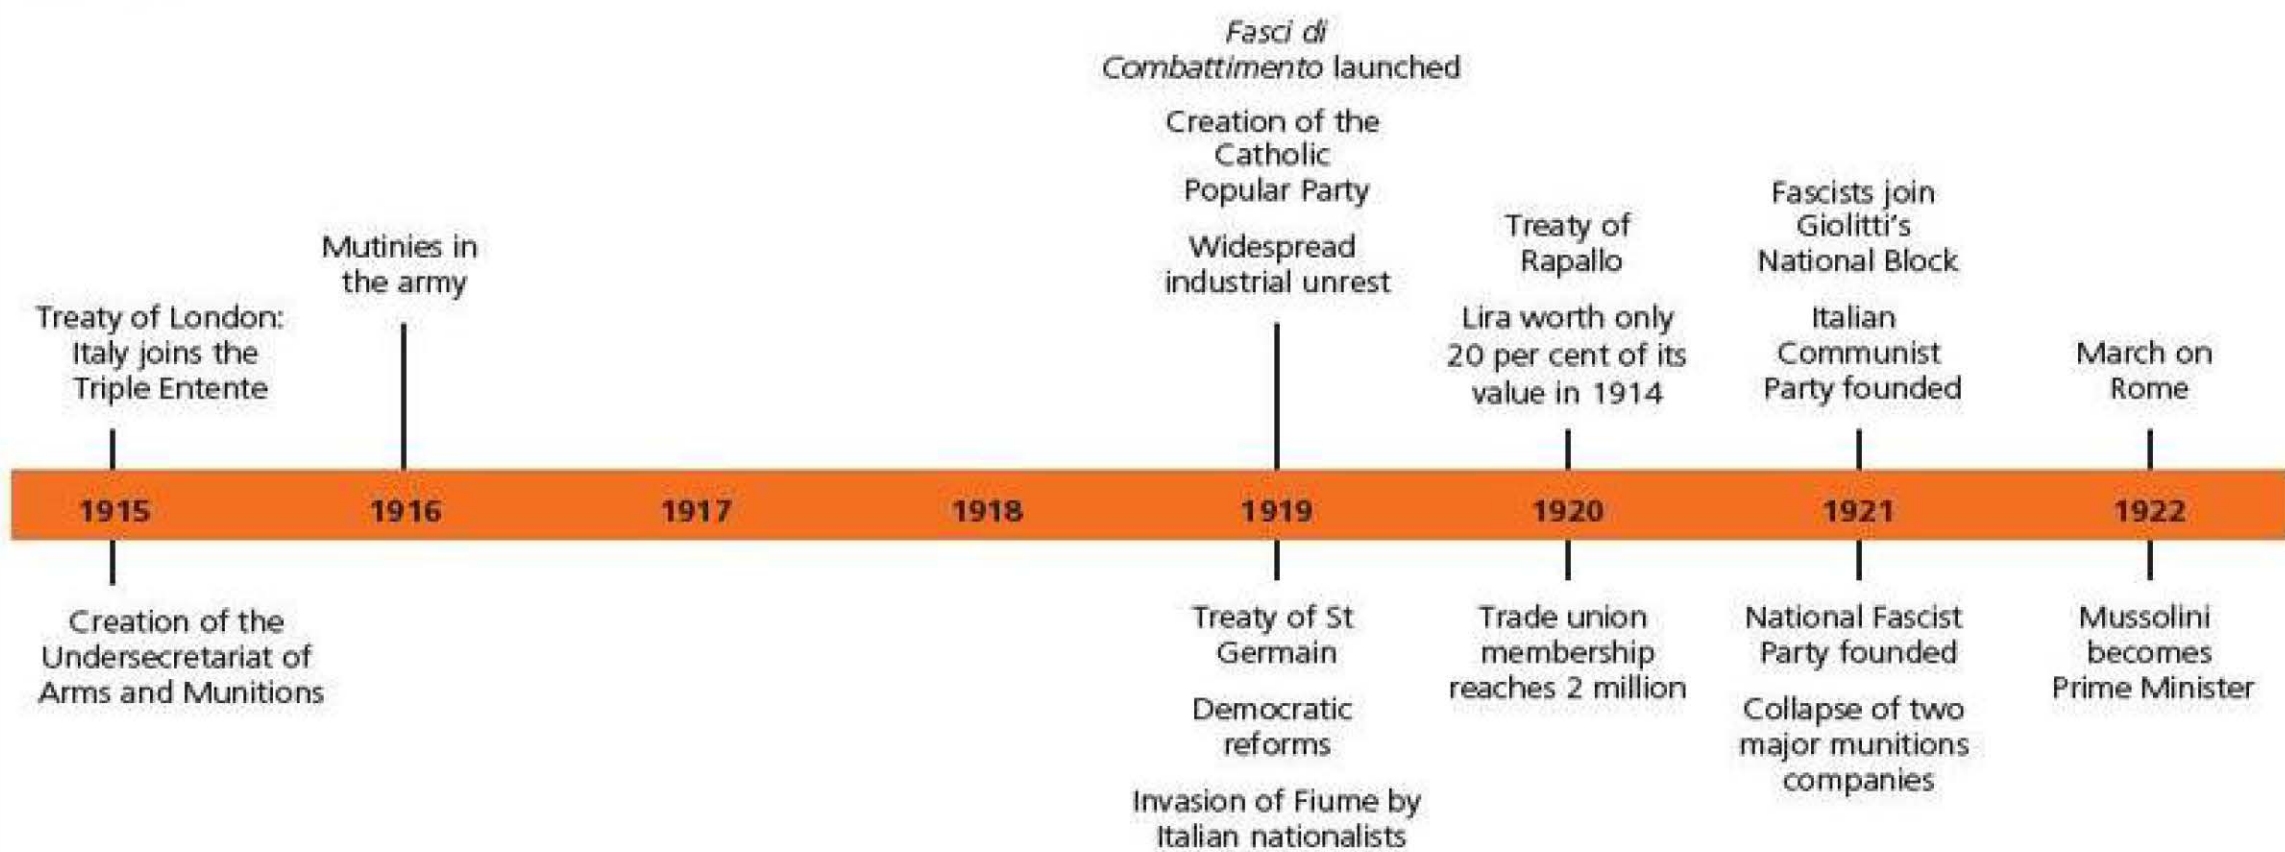 Fasci di
Combattimento launched
Creation of the
Catholic
Popular Party
Widespread
industrial unrest
Mutinies in
the army
Treaty of London:
Italy joins the
Triple Entente
Treaty of
Rapallo
Lira worth only
20 per cent of its
value in 1914
Fascists join
Giolitti's
National Block
Italian
Communist
Party founded
March on
Rome
1915 1916 1917 1918 1919 1920 1921 1922
Creation of the
Undersecretariat of
Arms and Munitions
Treaty of St
Germain
Democratic
reforms
Invasion of Fiume by
Italian nationalists
Trade union
membership
reaches 2 million
National Fascist
Party founded
Collapse of two
major munitions
companies
Mussolini
becomes
Prime Minister